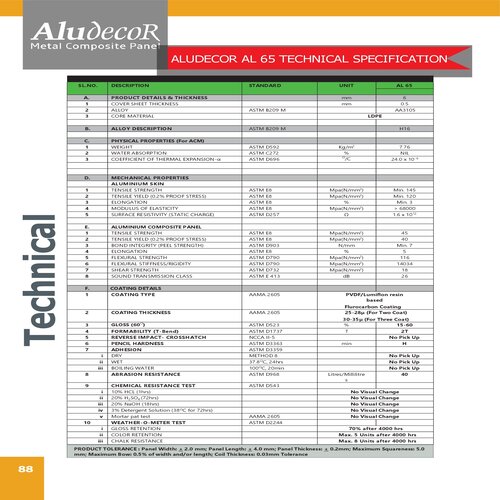 ALUDECOR
Metal Composite Panel
ALUDECOR AL 65 TECHNICAL SPECIFICATION
SL.NO. DESCRIPTION STANDARD UNIT AL 65
A. PRODUCT DETAILS & THICKNESS mm 6
1 COVER SHEET THICKNESS mm 0.5
2 ALLOY ASTM B209 M AA3105
3 CORE MATERIAL LDPE
B. ALLOY DESCRIPTION ASTM B209 M H16
C. PHYSICAL PROPERTIES (For ACM)
1 WEIGHT ASTM D592 Kg/m² 7.76
2 WATER ABSORPTION ASTM C272 % NIL
3 COEFFICIENT OF THERMAL EXPANSION-α ASTM D696 °/C 24.0 x 10⁻⁶
D. MECHANICAL PROPERTIES
ALUMINIUM SKIN
1 TENSILE STRENGTH ASTM E8 Mpa(N/mm²) Min. 145
2 TENSILE YIELD (0.2% PROOF STRESS) ASTM E8 Mpa(N/mm²) Min. 120
3 ELONGATION ASTM E8 % Min. 3
4 MODULUS OF ELASTICITY ASTM E8 Mpa(N/mm²) > 68000
5 SURFACE RESISTIVITY (STATIC CHARGE) ASTM D257 Ω 1.6 x 10¹²
E. ALUMINIUM COMPOSITE PANEL
1 TENSILE STRENGTH ASTM E8 Mpa(N/mm²) 45
2 TENSILE YIELD (0.2% PROOF STRESS) ASTM E8 Mpa(N/mm²) 40
3 BOND INTEGRITY (PEEL STRENGTH) ASTM D903 N/mm Min. 7
4 ELONGATION ASTM E8 % 5
5 FLEXURAL STRENGTH ASTM D790 Mpa(N/mm²) 116
6 FLEXURAL STIFFNESS/RIGIDITY ASTM D790 Mpa(N/mm²) 14034
7 SHEAR STRENGTH ASTM D732 Mpa(N/mm²) 18
8 SOUND TRANSMISSION CLASS ASTM E 413 dB 26
F. COATING DETAILS
1 COATING TYPE AAMA 2605 PVDF/Lumiflon resin
based
Flurocarbon Coating
2 COATING THICKNESS AAMA 2605 25-28μ (For Two Coat)
30-35μ (For Three Coat)
3 GLOSS (60°) ASTM D523 % 15-60
4 FORMABILITY (T-Bend) ASTM D1737 T 2T
5 REVERSE IMPACT- CROSSHATCH NCCA II-5 No Pick Up
6 PENCIL HARDNESS ASTM D3363 min H
7 ADHESION ASTM D3359
i DRY METHOD 8 No Pick Up
ii WET 37.8°C, 24hrs No Pick Up
iii BOILING WATER 100°C, 20min No Pick Up
8 ABRASION RESISTANCE ASTM D968 Litres/Millilitre 40
s
9 CHEMICAL RESISTANCE TEST ASTM D543
i 10% HCL (1hrs) No Visual Change
ii 20% H₂SO₄ (72hrs) No Visual Change
iii 20% NaOH (18hrs) No Visual Change
iv 3% Detergent Solution (38°C for 72hrs) No Visual Change
v Mortar pat test AAMA 2605 No Visual Change
10 WEATHER-O-METER TEST ASTM D2244
i GLOSS RETENTION 70% after 4000 hrs
ii COLOR RETENTION Max. 5 Units after 4000 hrs
iii CHALK RESISTANCE Max. 8 Units after 4000 hrs
PRODUCT TOLERANCE : Panel Width: ± 2.0 mm; Panel Length: ± 4.0 mm; Panel Thickness: ± 0.2mm; Maximum Squareness: 5.0
mm; Maximum Bow: 0.5% of width and/or length; Coil Thickness: 0.03mm Tolerance
Technical
88